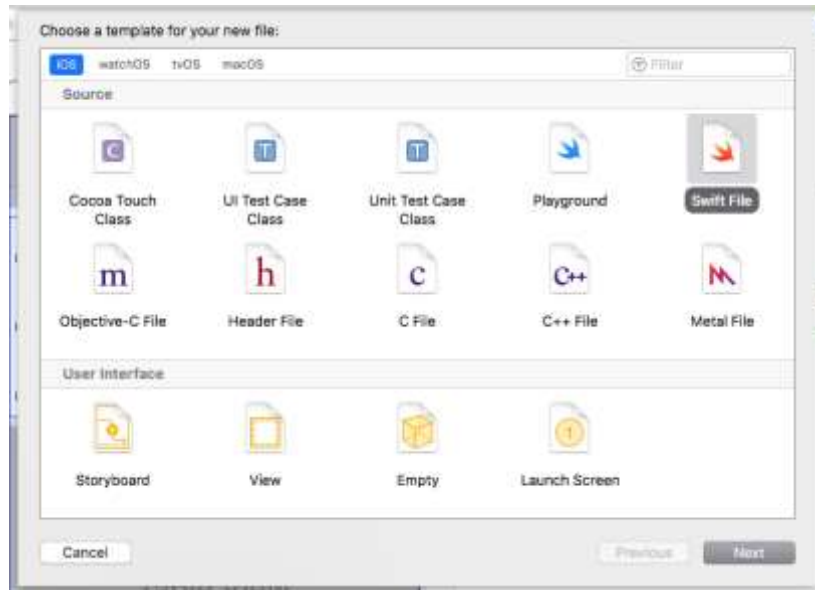 Choose a template for your new file:
iOS watchOS tvOS macOS Filter
Source
C T T
Cocoa Touch Class
UI Test Case Class
Unit Test Case Class
Playground
Swift File
m h c C++
Objective-C File
Header File
C File
C++ File
Metal File
User Interface
1
Storyboard
View
Empty
Launch Screen
Cancel Previous Next